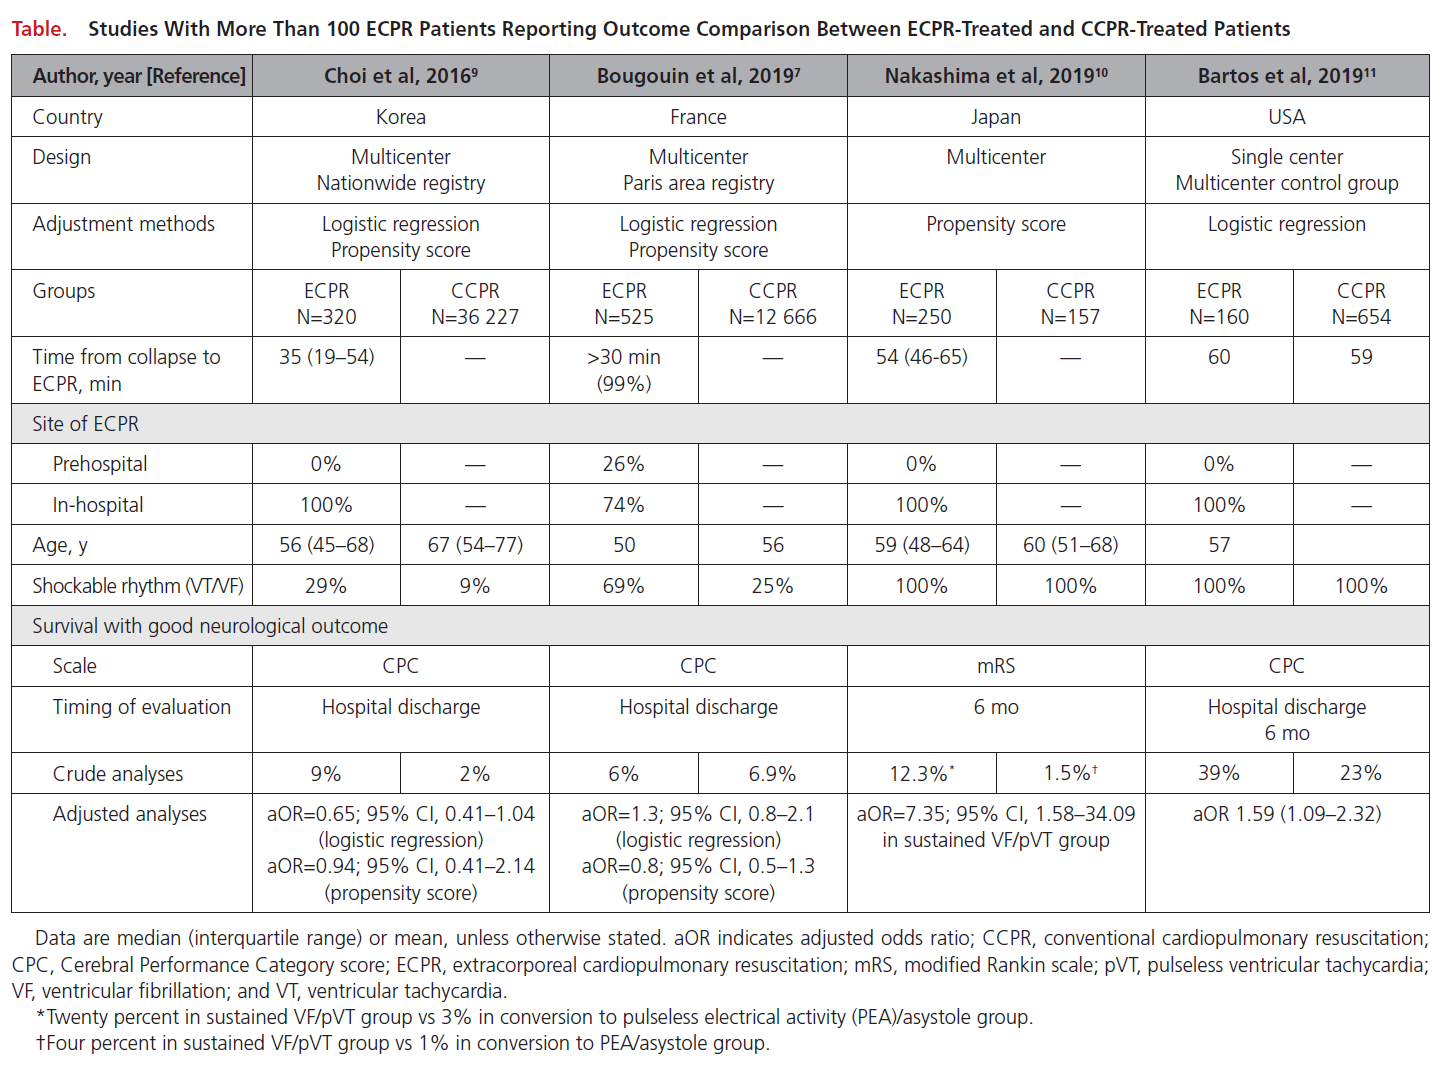 Table. Studies With More Than 100 ECPR Patients Reporting Outcome Comparison Between ECPR-Treated and CCPR-Treated Patients
Author, year [Reference] Choi et al, 2016⁹ Bougouin et al, 2019⁷ Nakashima et al, 2019¹⁰ Bartos et al, 2019¹¹
Country Korea France Japan USA
Design Multicenter Multicenter Multicenter Single center
Nationwide registry Paris area registry Multicenter control group
Adjustment methods Logistic regression Logistic regression Propensity score Logistic regression
Propensity score Propensity score
Groups ECPR CCPR ECPR CCPR ECPR CCPR ECPR CCPR
N=320 N=36 227 N=525 N=12 666 N=250 N=157 N=160 N=654
Time from collapse to 35 (19–54) — >30 min — 54 (46-65) — 60 59
ECPR, min (99%)
Site of ECPR
Prehospital 0% — 26% — 0% — 0% —
In-hospital 100% — 74% — 100% — 100% —
Age, y 56 (45–68) 67 (54–77) 50 56 59 (48–64) 60 (51–68) 57
Shockable rhythm (VT/VF) 29% 9% 69% 25% 100% 100% 100% 100%
Survival with good neurological outcome
Scale CPC CPC mRS CPC
Timing of evaluation Hospital discharge Hospital discharge 6 mo Hospital discharge
6 mo
Crude analyses 9% 2% 6% 6.9% 12.3%* 1.5%† 39% 23%
Adjusted analyses aOR=0.65; 95% CI, 0.41–1.04 aOR=1.3; 95% CI, 0.8–2.1 aOR=7.35; 95% CI, 1.58–34.09 aOR 1.59 (1.09–2.32)
(logistic regression) (logistic regression) in sustained VF/pVT group
aOR=0.94; 95% CI, 0.41–2.14 aOR=0.8; 95% CI, 0.5–1.3
(propensity score) (propensity score)
Data are median (interquartile range) or mean, unless otherwise stated. aOR indicates adjusted odds ratio; CCPR, conventional cardiopulmonary resuscitation;
CPC, Cerebral Performance Category score; ECPR, extracorporeal cardiopulmonary resuscitation; mRS, modified Rankin scale; pVT, pulseless ventricular tachycardia;
VF, ventricular fibrillation; and VT, ventricular tachycardia.
*Twenty percent in sustained VF/pVT group vs 3% in conversion to pulseless electrical activity (PEA)/asystole group.
†Four percent in sustained VF/pVT group vs 1% in conversion to PEA/asystole group.